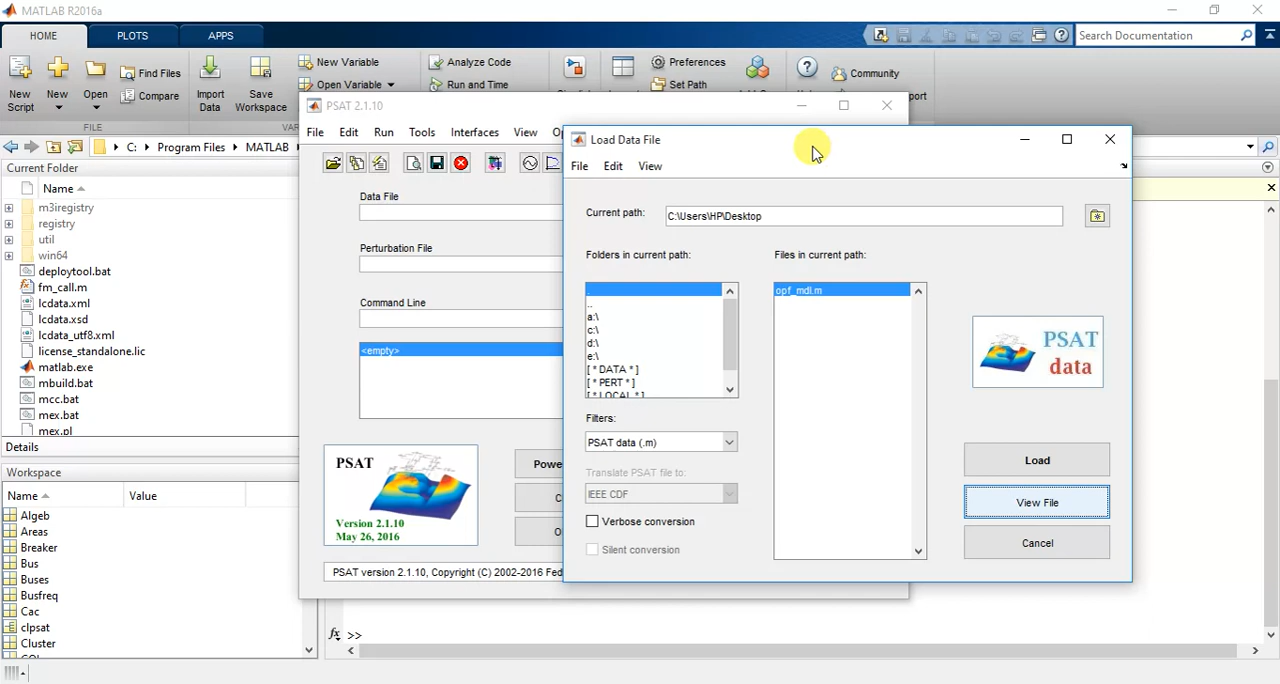 MATLAB R2016a
HOME
PLOTS
APPS
Search Documentation
New Script
New
Open
Find Files
Compare
Import Data
Save Workspace
New Variable
Open Variable
Analyze Code
Run and Time
Preferences
Set Path
Community
port
FILE
VAR
C:
Program Files
MATLAB
Current Folder
Name
m3iregistry
registry
util
win64
deploytool.bat
fm_call.m
lcdata.xml
lcdata.xsd
lcdata_utf8.xml
license_standalone.lic
matlab.exe
mbuild.bat
mcc.bat
mex.bat
mex.pl
Details
Workspace
Name
Value
Algeb
Areas
Breaker
Bus
Buses
Busfreq
Cac
clpsat
Cluster
PSAT 2.1.10
File Edit Run Tools Interfaces View
Data File
Perturbation File
Command Line
<empty>
PSAT
Version 2.1.10
May 26, 2016
Powe
C
O
PSAT version 2.1.10, Copyright (C) 2002-2016 Fed
Load Data File
File Edit View
Current path:
C:\Users\HP\Desktop
Folders in current path:
Files in current path:
.
..
a:\
c:\
d:\
e:\
[ * DATA * ]
[ * PERT * ]
[ * LOCAL * ]
opf_mdl.m
Filters:
PSAT data (.m)
Translate PSAT file to:
IEEE CDF
Verbose conversion
Silent conversion
PSAT
data
Load
View File
Cancel
fx >>